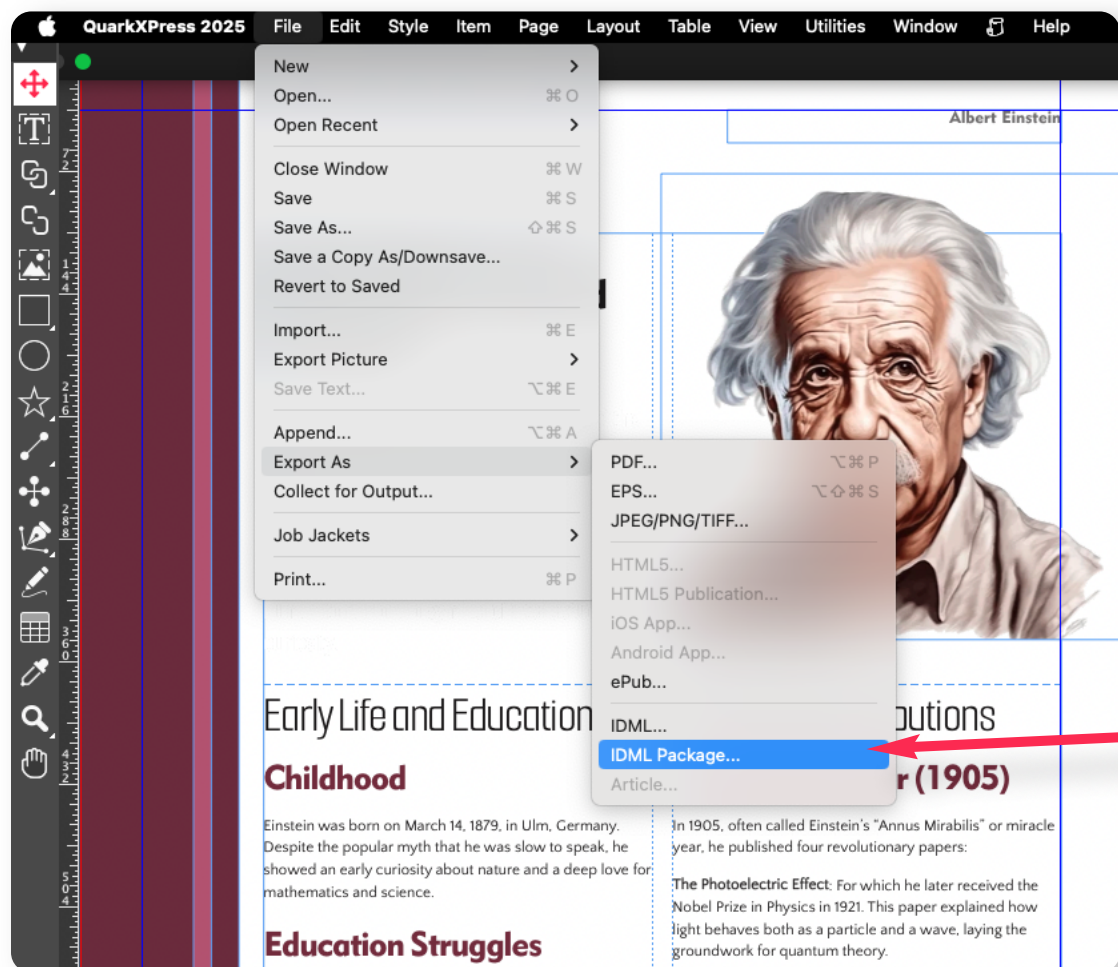 QuarkXPress 2025 File Edit Style Item Page Layout Table View Utilities Window Help
New
Open... ⌘ O
Open Recent
Close Window ⌘ W
Save ⌘ S
Save As... ⇧ ⌘ S
Save a Copy As/Downsave...
Revert to Saved
Import... ⌘ E
Export Picture
Save Text... ⌥ ⌘ E
Append... ⌥ ⌘ A
Export As
Collect for Output...
Job Jackets
Print... ⌘ P
PDF... ⌥ ⌘ P
EPS... ⌥ ⇧ ⌘ S
JPEG/PNG/TIFF...
HTML5...
HTML5 Publication...
iOS App...
Android App...
ePub...
IDML...
IDML Package...
Article...
72
144
216
288
360
432
504
Albert Einstein
Early Life and Education
Childhood
Einstein was born on March 14, 1879, in Ulm, Germany.
Despite the popular myth that he was slow to speak, he
showed an early curiosity about nature and a deep love for
mathematics and science.
Education Struggles
(1905)
In 1905, often called Einstein's “Annus Mirabilis” or miracle
year, he published four revolutionary papers:
The Photoelectric Effect: For which he later received the
Nobel Prize in Physics in 1921. This paper explained how
light behaves both as a particle and a wave, laying the
groundwork for quantum theory.